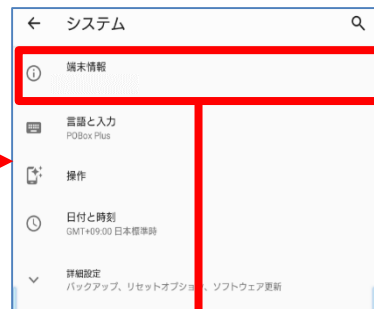 システム
端末情報
言語と入力
POBox Plus
操作
日付と時刻
GMT+09:00 日本標準時
詳細設定
バックアップ、リセットオプション、ソフトウェア更新